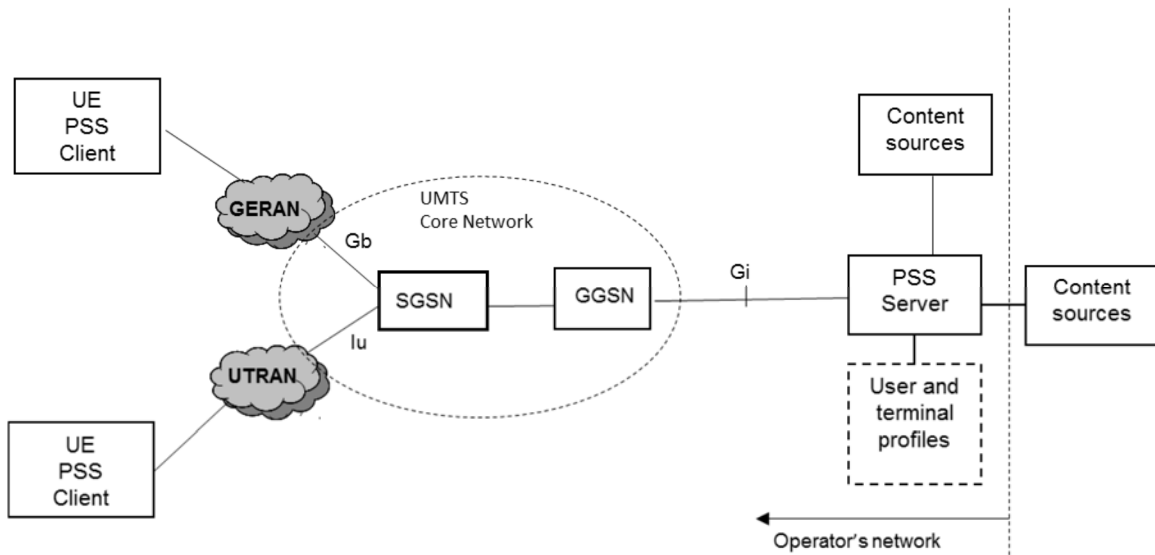 UE
PSS
Client
GERAN
UMTS
Core Network
Gb
SGSN
GGSN
Gi
Iu
UTRAN
UE
PSS
Client
Content
sources
PSS
Server
Content
sources
User and
terminal
profiles
Operator's network